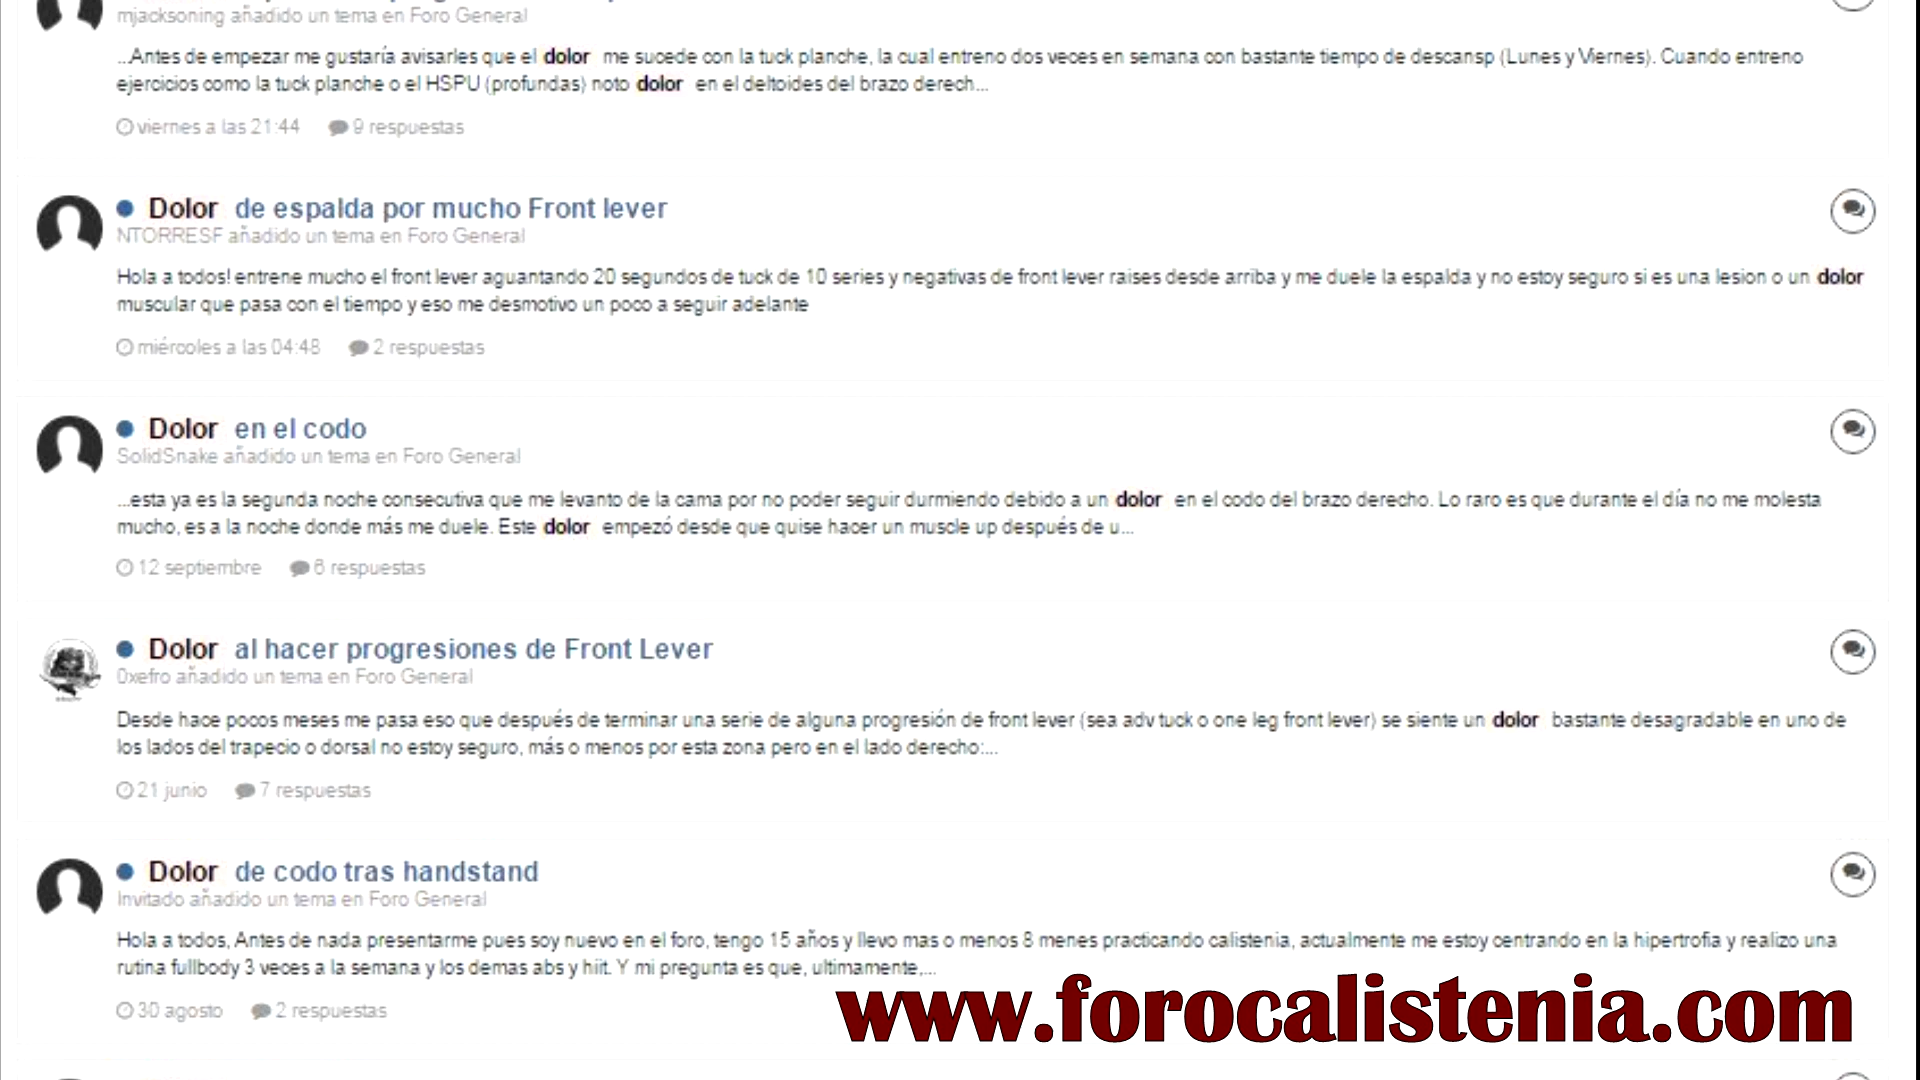 mjacksoning añadido un tema en Foro General
...Antes de empezar me gustaría avisarles que el dolor me sucede con la tuck planche, la cual entreno dos veces en semana con bastante tiempo de descansp (Lunes y Viernes). Cuando entreno
ejercicios como la tuck planche o el HSPU (profundas) noto dolor en el deltoides del brazo derech...
viernes a las 21:44 9 respuestas
Dolor de espalda por mucho Front lever
NTORRESF añadido un tema en Foro General
Hola a todos! entrene mucho el front lever aguantando 20 segundos de tuck de 10 series y negativas de front lever raises desde arriba y me duele la espalda y no estoy seguro si es una lesion o un dolor
muscular que pasa con el tiempo y eso me desmotivo un poco a seguir adelante
miércoles a las 04:48 2 respuestas
Dolor en el codo
SolidSnake añadido un tema en Foro General
...esta ya es la segunda noche consecutiva que me levanto de la cama por no poder seguir durmiendo debido a un dolor en el codo del brazo derecho. Lo raro es que durante el día no me molesta
mucho, es a la noche donde más me duele. Este dolor empezó desde que quise hacer un muscle up después de u...
12 septiembre 6 respuestas
Dolor al hacer progresiones de Front Lever
0xefro añadido un tema en Foro General
Desde hace pocos meses me pasa eso que después de terminar una serie de alguna progresión de front lever (sea adv tuck o one leg front lever) se siente un dolor bastante desagradable en uno de
los lados del trapecio o dorsal no estoy seguro, más o menos por esta zona pero en el lado derecho:...
21 junio 7 respuestas
Dolor de codo tras handstand
Invitado añadido un tema en Foro General
Hola a todos, Antes de nada presentarme pues soy nuevo en el foro, tengo 15 años y llevo mas o menos 8 menes practicando calistenia, actualmente me estoy centrando en la hipertrofia y realizo una
rutina fullbody 3 veces a la semana y los demas abs y hiit. Y mi pregunta es que, ultimamente,...
30 agosto 2 respuestas
www.forocalistenia.com